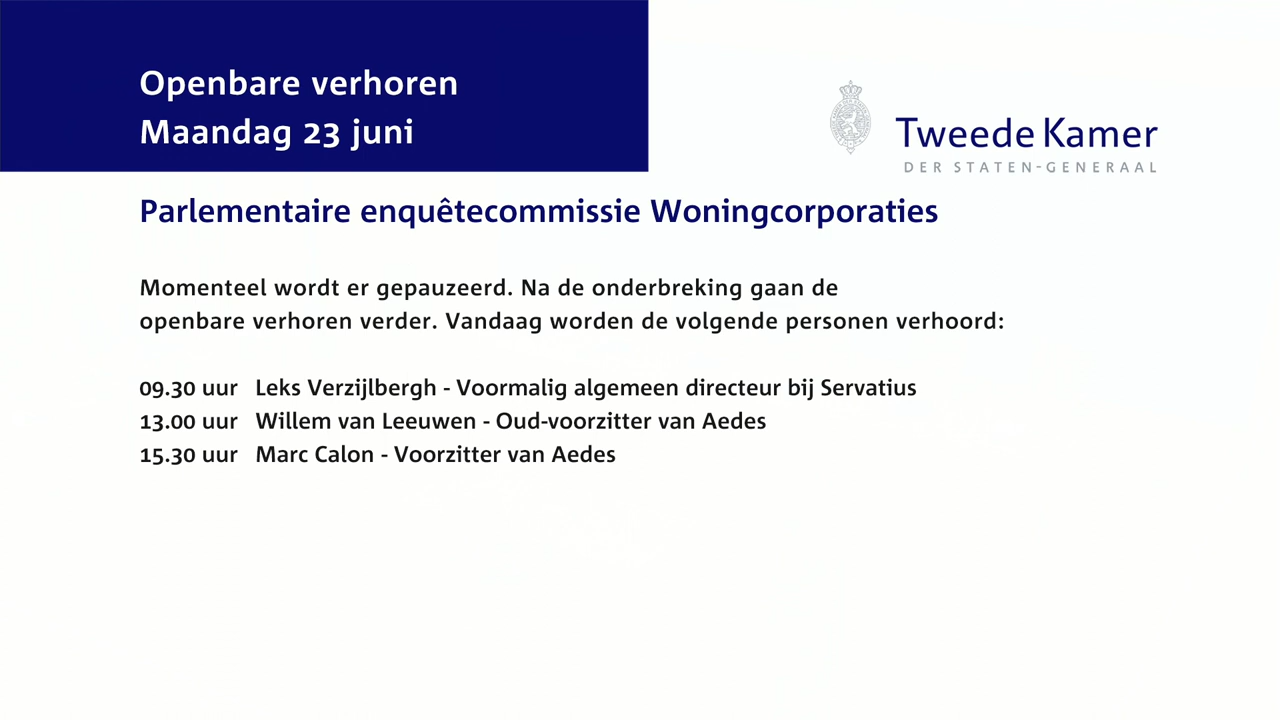 Openbare verhoren
Maandag 23 juni
Tweede Kamer
DER STATEN-GENERAAL
Parlementaire enquêtecommissie Woningcorporaties
Momenteel wordt er gepauzeerd. Na de onderbreking gaan de
openbare verhoren verder. Vandaag worden de volgende personen verhoord:
09.30 uur Leks Verzijlbergh - Voormalig algemeen directeur bij Servatius
13.00 uur Willem van Leeuwen - Oud-voorzitter van Aedes
15.30 uur Marc Calon - Voorzitter van Aedes